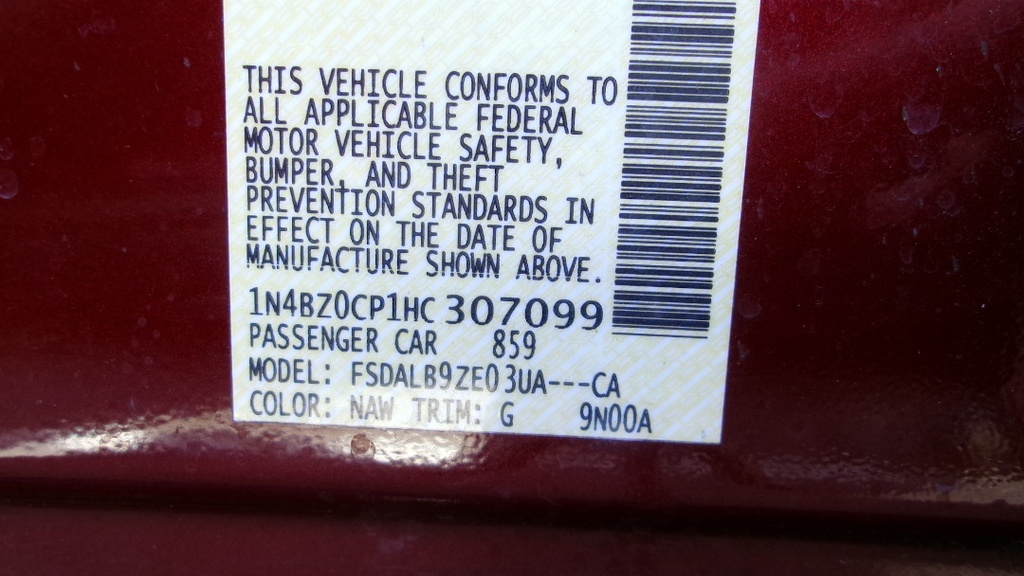 THIS VEHICLE CONFORMS TO
ALL APPLICABLE FEDERAL
MOTOR VEHICLE SAFETY,
BUMPER, AND THEFT
PREVENTION STANDARDS IN
EFFECT ON THE DATE OF
MANUFACTURE SHOWN ABOVE.
1N4BZ0CP1HC 307099
PASSENGER CAR 859
MODEL: FSDALB9ZE03UA---CA
COLOR: NAW TRIM: G 9N00A